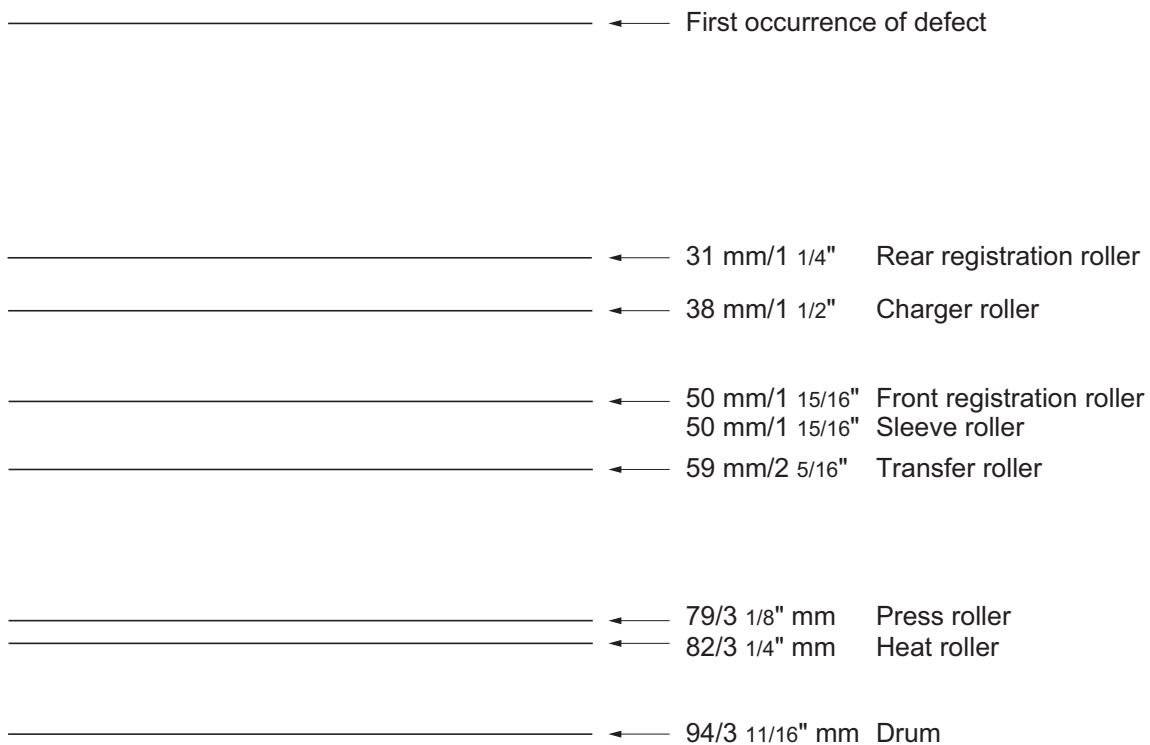 First occurrence of defect
31 mm/1 1/4" Rear registration roller
38 mm/1 1/2" Charger roller
50 mm/1 15/16" Front registration roller
50 mm/1 15/16" Sleeve roller
59 mm/2 5/16" Transfer roller
79/3 1/8" mm Press roller
82/3 1/4" mm Heat roller
94/3 11/16" mm Drum